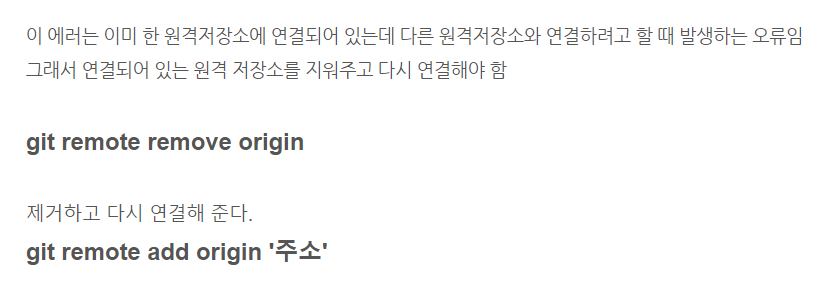 이 에러는 이미 한 원격저장소에 연결되어 있는데 다른 원격저장소와 연결하려고 할 때 발생하는 오류임
그래서 연결되어 있는 원격 저장소를 지워주고 다시 연결해야 함
git remote remove origin
제거하고 다시 연결해 준다.
git remote add origin '주소'